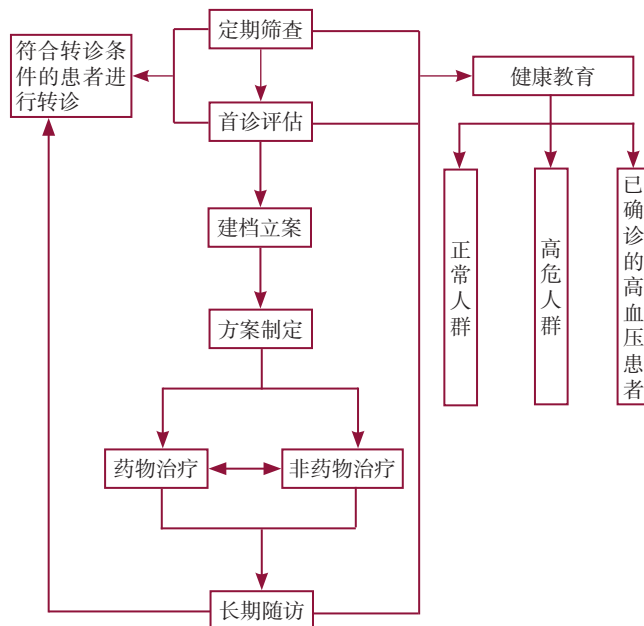 定期筛查
符合转诊条
件的患者进
行转诊
健康教育
首诊评估
建档立案
方案制定
正常人群
高危人群
已确诊的高血压患者
药物治疗
非药物治疗
长期随访